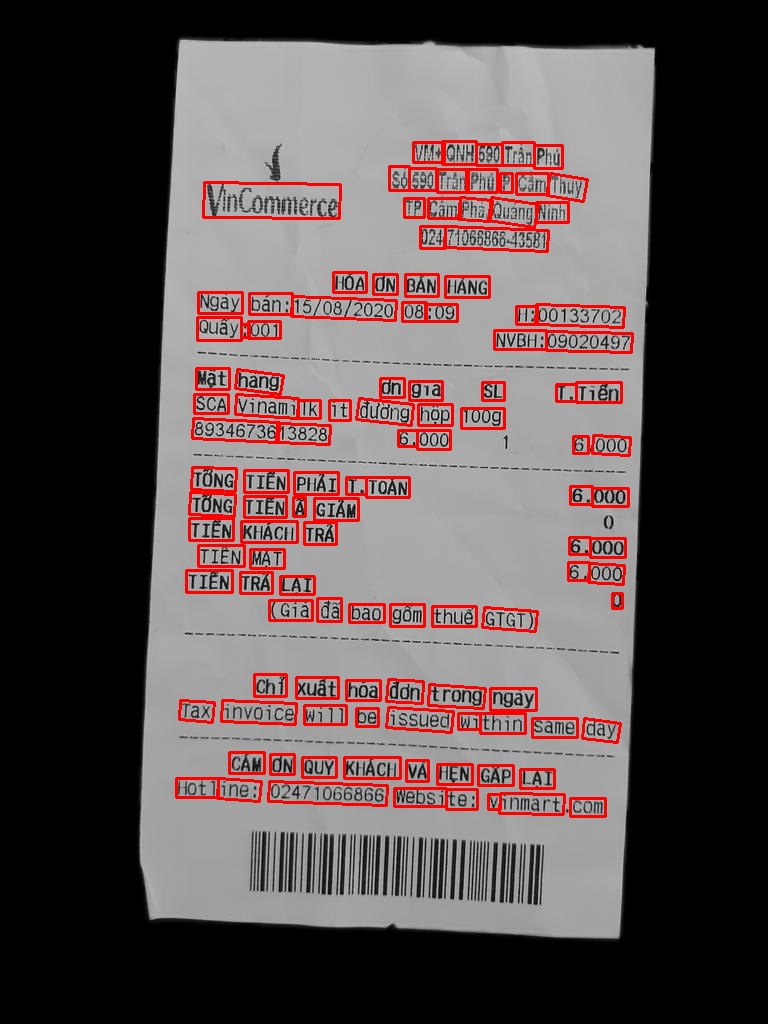 VM+ QNH 590 Trần Phú
Số 590 Trần Phú P Cẩm Thủy
VinCommerce
TP Cẩm Phả, Quảng Ninh
024 71066866-43581
HÓA ĐƠN BÁN HÀNG
Ngày bán:15/08/2020 08:09 H:00133702
Quầy:001 NVBH:09020497
Mặt hàng Đơn giá SL T.Tiền
SCA Vinamilk ít đường hộp 100g
8934673613828 6.000 1 6.000
TỔNG TIỀN PHẢI T.TOÁN 6.000
TỔNG TIỀN ĐÃ GIẢM 0
TIỀN KHÁCH TRẢ 6.000
TIỀN MẶT 6.000
TIỀN TRẢ LẠI 0
(Giá đã bao gồm thuế GTGT)
Chỉ xuất hóa đơn trong ngày
Tax invoice will be issued within same day
CẢM ƠN QUÝ KHÁCH VÀ HẸN GẶP LẠI
Hotline: 02471066866 Website: vinmart.com